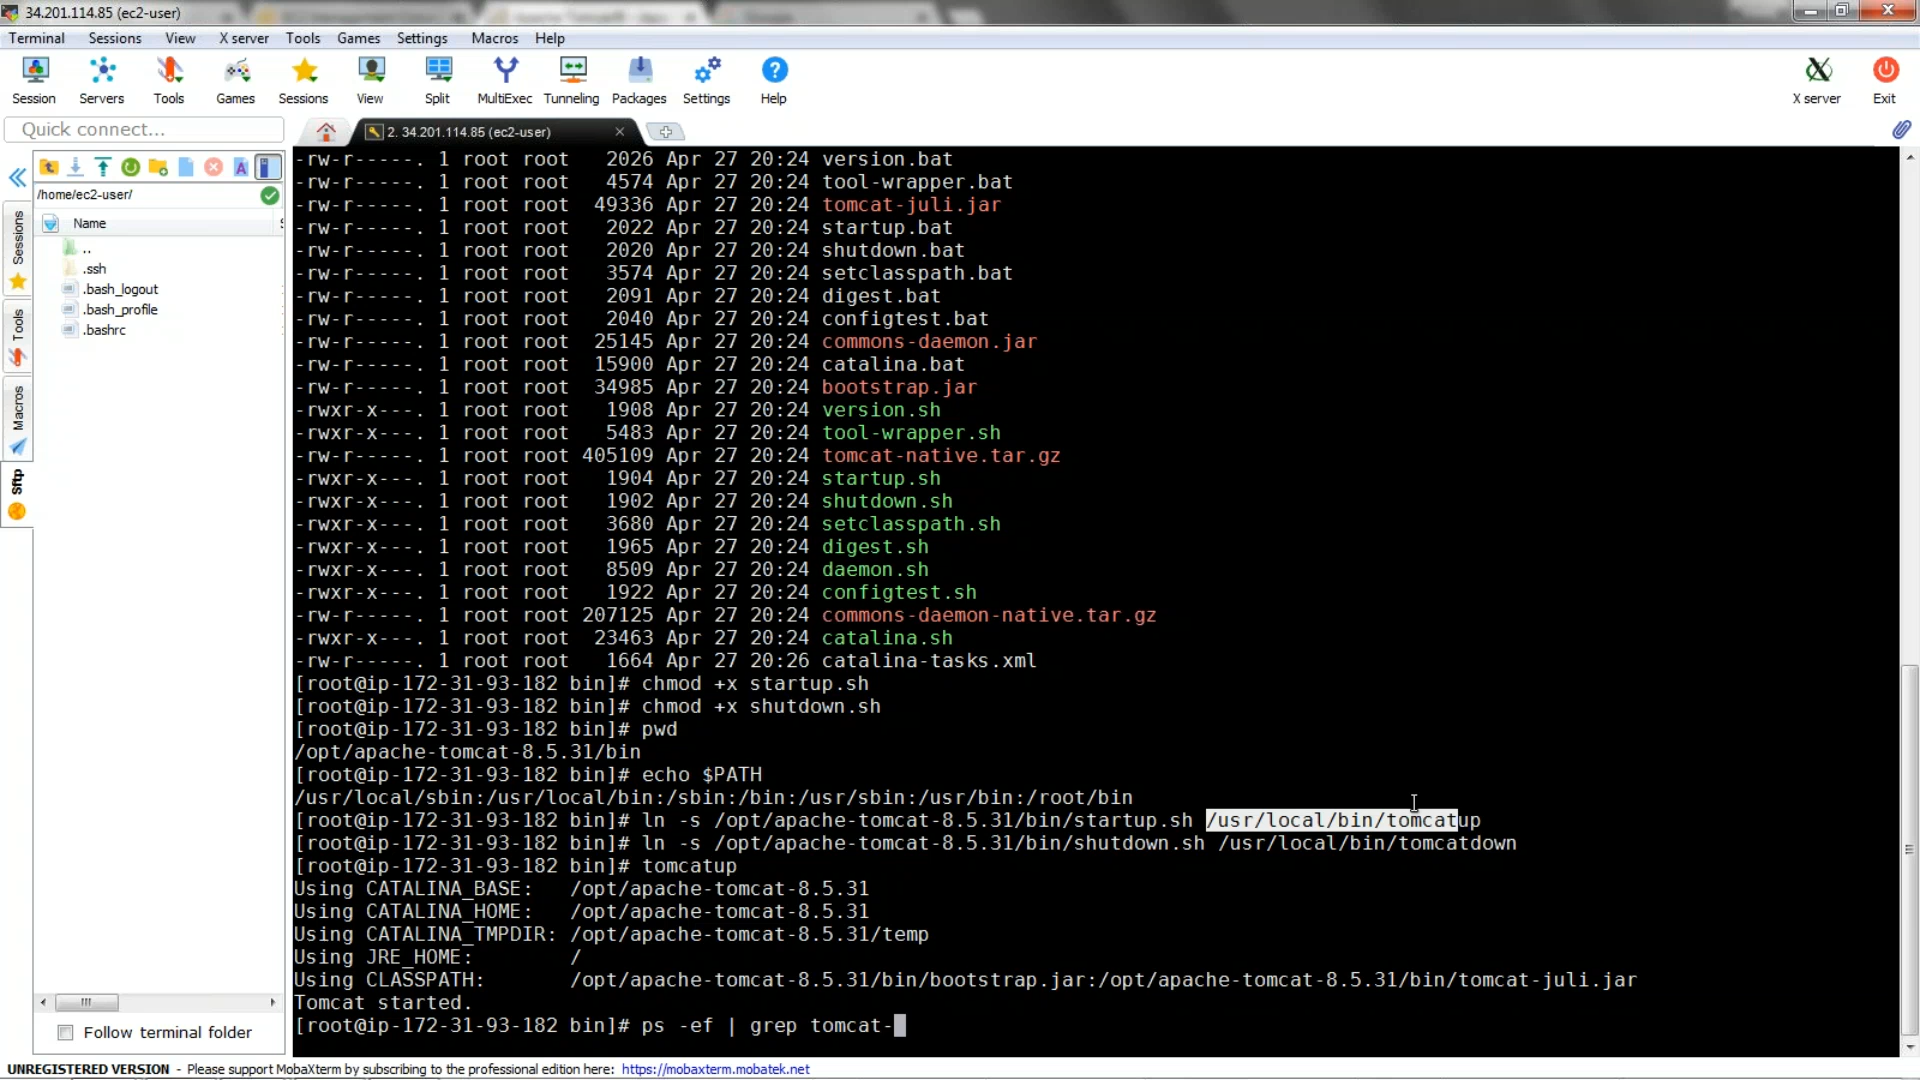 34.201.114.85 (ec2-user)
Terminal Sessions View X server Tools Games Settings Macros Help
Session Servers Tools Games Sessions View Split MultiExec Tunneling Packages Settings Help X server Exit
Quick connect...
2. 34.201.114.85 (ec2-user)
/home/ec2-user/
Name
..
.ssh
.bash_logout
.bash_profile
.bashrc
Sessions
Tools
Macros
Sftp
-rw-r-----. 1 root root   2026 Apr 27 20:24 version.bat
-rw-r-----. 1 root root   4574 Apr 27 20:24 tool-wrapper.bat
-rw-r-----. 1 root root  49336 Apr 27 20:24 tomcat-juli.jar
-rw-r-----. 1 root root   2022 Apr 27 20:24 startup.bat
-rw-r-----. 1 root root   2020 Apr 27 20:24 shutdown.bat
-rw-r-----. 1 root root   3574 Apr 27 20:24 setclasspath.bat
-rw-r-----. 1 root root   2091 Apr 27 20:24 digest.bat
-rw-r-----. 1 root root   2040 Apr 27 20:24 configtest.bat
-rw-r-----. 1 root root  25145 Apr 27 20:24 commons-daemon.jar
-rw-r-----. 1 root root  15900 Apr 27 20:24 catalina.bat
-rw-r-----. 1 root root  34985 Apr 27 20:24 bootstrap.jar
-rwxr-x---. 1 root root   1908 Apr 27 20:24 version.sh
-rwxr-x---. 1 root root   5483 Apr 27 20:24 tool-wrapper.sh
-rw-r-----. 1 root root 405109 Apr 27 20:24 tomcat-native.tar.gz
-rwxr-x---. 1 root root   1904 Apr 27 20:24 startup.sh
-rwxr-x---. 1 root root   1902 Apr 27 20:24 shutdown.sh
-rwxr-x---. 1 root root   3680 Apr 27 20:24 setclasspath.sh
-rwxr-x---. 1 root root   1965 Apr 27 20:24 digest.sh
-rwxr-x---. 1 root root   8509 Apr 27 20:24 daemon.sh
-rwxr-x---. 1 root root   1922 Apr 27 20:24 configtest.sh
-rw-r-----. 1 root root 207125 Apr 27 20:24 commons-daemon-native.tar.gz
-rwxr-x---. 1 root root  23463 Apr 27 20:24 catalina.sh
-rw-r-----. 1 root root   1664 Apr 27 20:26 catalina-tasks.xml
[root@ip-172-31-93-182 bin]# chmod +x startup.sh
[root@ip-172-31-93-182 bin]# chmod +x shutdown.sh
[root@ip-172-31-93-182 bin]# pwd
/opt/apache-tomcat-8.5.31/bin
[root@ip-172-31-93-182 bin]# echo $PATH
/usr/local/sbin:/usr/local/bin:/sbin:/bin:/usr/sbin:/usr/bin:/root/bin
[root@ip-172-31-93-182 bin]# ln -s /opt/apache-tomcat-8.5.31/bin/startup.sh /usr/local/bin/tomcatup
[root@ip-172-31-93-182 bin]# ln -s /opt/apache-tomcat-8.5.31/bin/shutdown.sh /usr/local/bin/tomcatdown
[root@ip-172-31-93-182 bin]# tomcatup
Using CATALINA_BASE:   /opt/apache-tomcat-8.5.31
Using CATALINA_HOME:   /opt/apache-tomcat-8.5.31
Using CATALINA_TMPDIR: /opt/apache-tomcat-8.5.31/temp
Using JRE_HOME:        /
Using CLASSPATH:       /opt/apache-tomcat-8.5.31/bin/bootstrap.jar:/opt/apache-tomcat-8.5.31/bin/tomcat-juli.jar
Tomcat started.
[root@ip-172-31-93-182 bin]# ps -ef | grep tomcat-
Follow terminal folder
UNREGISTERED VERSION - Please support MobaXterm by subscribing to the professional edition here: https://mobaxterm.mobatek.net